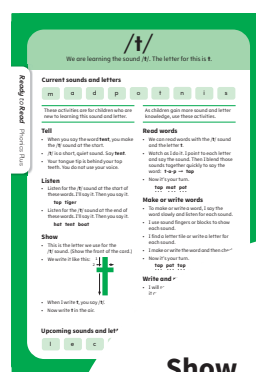 /t/
We are learning the sound /t/. The letter for this is t.
Ready to Read Phonics Plus
Current sounds and letters
m a d p o t n i s
These activities are for children who are
new to learning this sound and letter.
Tell
• When you say the word tent, you make
the /t/ sound at the start.
• /t/ is a short, quiet sound. Say tent.
• Your tongue tip is behind your top
teeth. You do not use your voice.
Listen
• Listen for the /t/ sound at the start of
these words. I'll say it. Then you say it.
top tiger
• Listen for the /t/ sound at the end of
these words. I'll say it. Then you say it.
hat tent boat
Show
• This is the letter we use for the
/t/ sound. (Show the front of the card.)
• We write it like this:
t
• When I write t, you say /t/.
• Now write t in the air.
As children gain more sound and letter
knowledge, use these activities.
Read words
• We can read words with the /t/ sound
and the letter t.
• Watch as I do it. I point to each letter
and say the sound. Then I blend those
sounds together quickly to say the
word: t-a-p → tap
• Now it's your turn.
tap mat pat
Make or write words
• To make or write a word, I say the
word slowly and listen for each sound.
• I use sound fingers or blocks to show
each sound.
• I find a letter tile or write a letter for
each sound.
• I make or write the word and then
• Now it's your turn.
tap pat top
Write and
• I will
Upcoming sounds and
l e c
Show